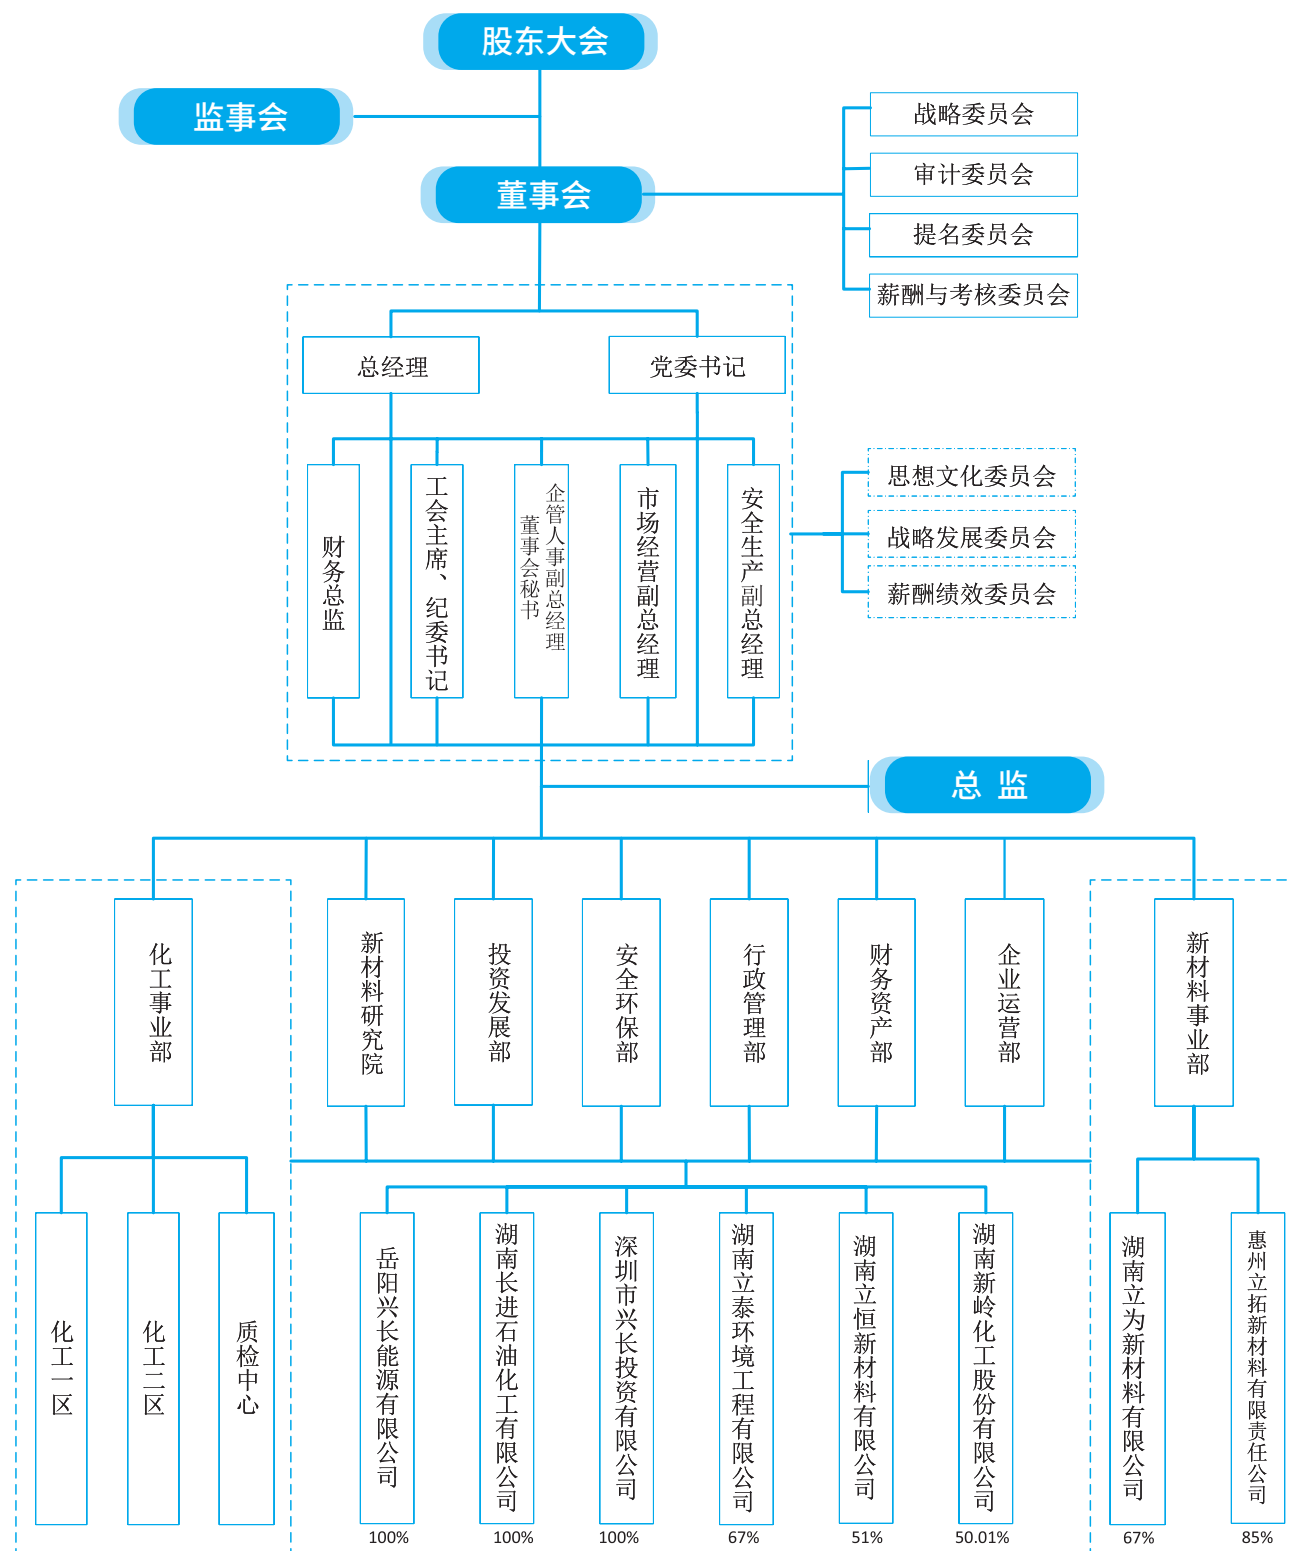 股东大会
监事会
董事会
战略委员会
审计委员会
提名委员会
薪酬与考核委员会
总经理
党委书记
财务总监
工会主席、纪委书记
企管人事副总经理
董事会秘书
市场经营副总经理
安全生产副总经理
思想文化委员会
战略发展委员会
薪酬绩效委员会
总 监
化工事业部
新材料研究院
投资发展部
安全环保部
行政管理部
财务资产部
企业运营部
新材料事业部
化工一区
化工二区
质检中心
岳阳兴长能源有限公司
湖南长进石油化工有限公司
深圳市兴长投资有限公司
湖南立泰环境工程有限公司
湖南立恒新材料有限公司
湖南新岭化工股份有限公司
湖南立为新材料有限公司
惠州立拓新材料有限责任公司
100%
100%
100%
67%
51%
50.01%
67%
85%